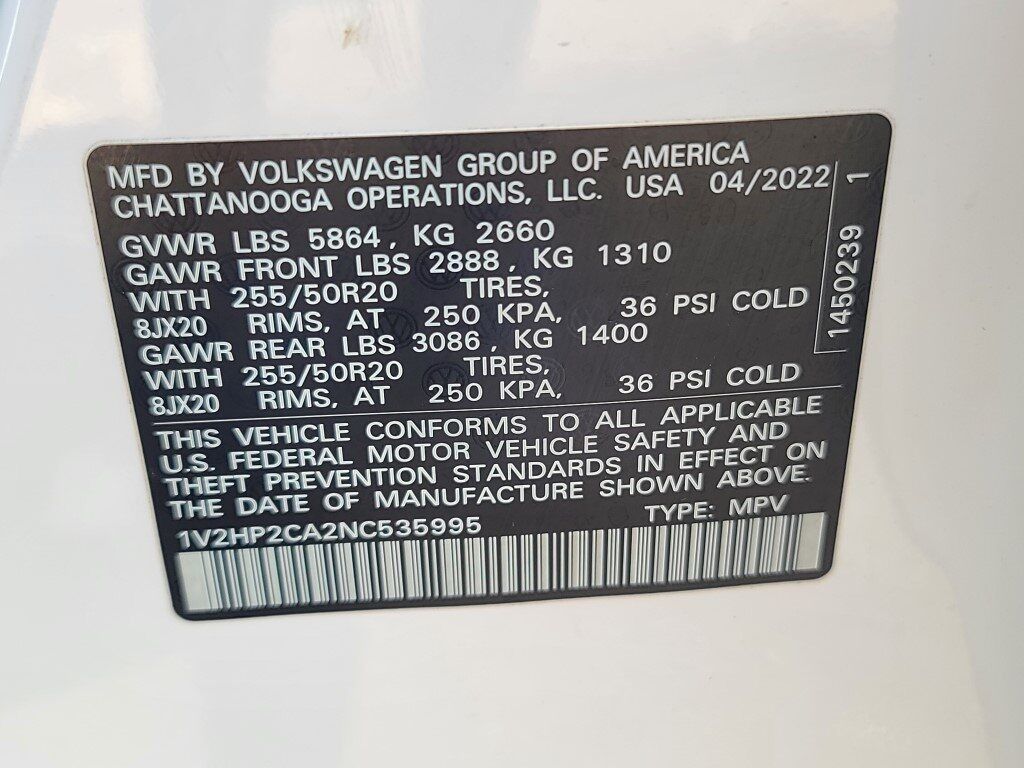 MFD BY VOLKSWAGEN GROUP OF AMERICA
CHATTANOOGA OPERATIONS, LLC. USA 04/2022
GVWR LBS 5864, KG 2660
GAWR FRONT LBS 2888, KG 1310
WITH 255/50R20 TIRES,
8JX20 RIMS, AT 250 KPA, 36 PSI COLD
GAWR REAR LBS 3086, KG 1400
WITH 255/50R20 TIRES,
8JX20 RIMS, AT 250 KPA, 36 PSI COLD
1450239 1
THIS VEHICLE CONFORMS TO ALL APPLICABLE
U.S. FEDERAL MOTOR VEHICLE SAFETY AND
THEFT PREVENTION STANDARDS IN EFFECT ON
THE DATE OF MANUFACTURE SHOWN ABOVE.
1V2HP2CA2NC535995 TYPE: MPV